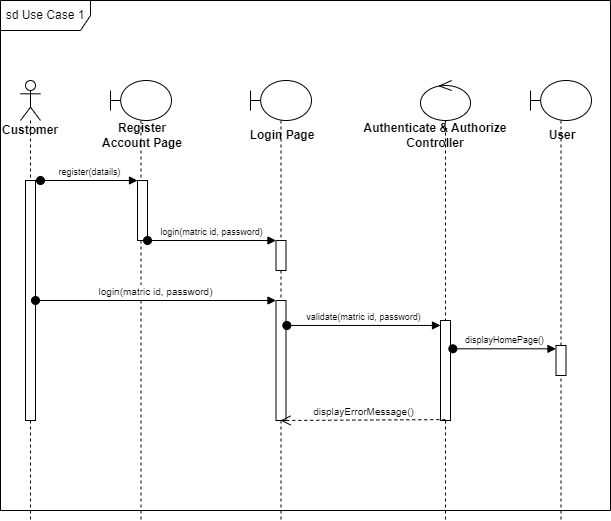 sd Use Case 1
Customer
Register
Account Page
Login Page
Authenticate & Authorize
Controller
User
register(datails)
login(matric id, password)
login(matric id, password)
validate(matric id, password)
displayHomePage()
displayErrorMessage()